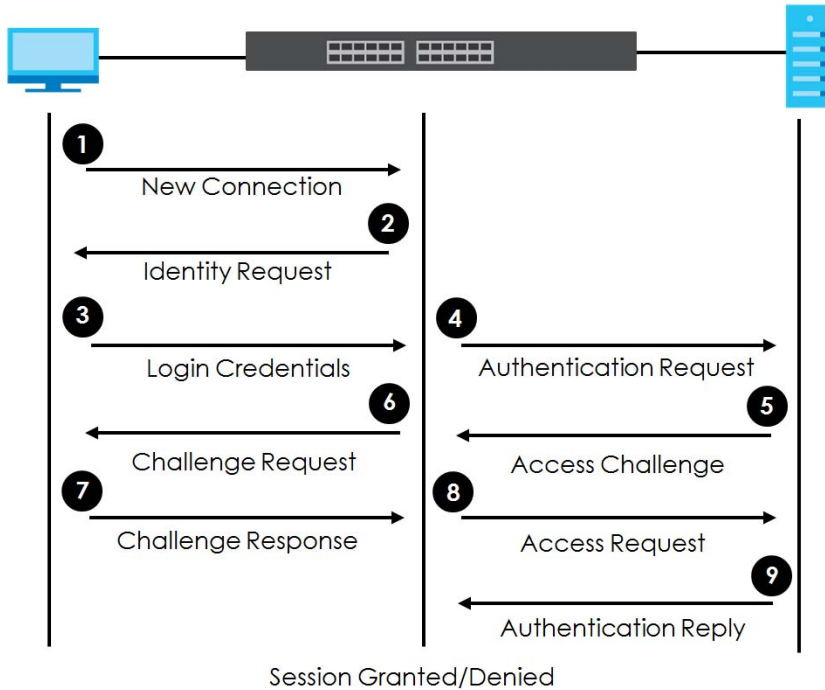 1
New Connection
2
Identity Request
3
Login Credentials
4
Authentication Request
5
Access Challenge
6
Challenge Request
7
Challenge Response
8
Access Request
9
Authentication Reply
Session Granted/Denied